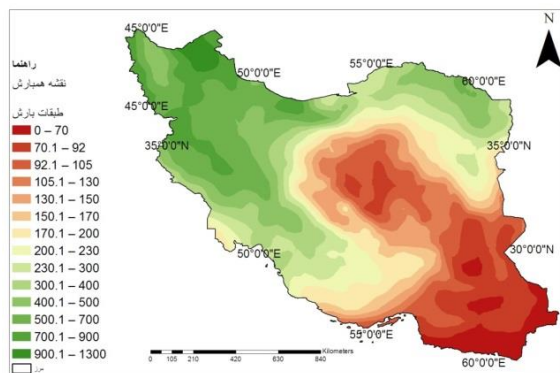 N
45°0'0"E
50°0'0"E
55°0'0"E
60°0'0"E
45°0'0"E
35°0'0"N
35°0'0"N
30°0'0"N
50°0'0"E
55°0'0"E
60°0'0"E
راهنما
نقشه همبارش
طبقات بارش
0 – 70
70.1 – 92
92.1 – 105
105.1 – 130
130.1 – 150
150.1 – 170
170.1 – 200
200.1 – 230
230.1 – 300
300.1 – 400
400.1 – 500
500.1 – 700
700.1 – 900
900.1 – 1300
Kilometers
0 105 210 420 630 840